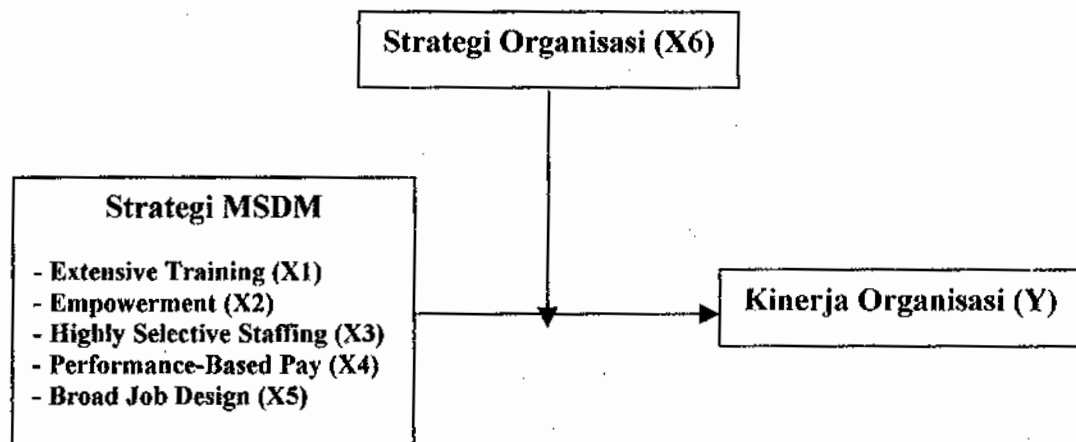 Strategi Organisasi (X6)
Strategi MSDM
- Extensive Training (X1)
- Empowerment (X2)
- Highly Selective Staffing (X3)
- Performance-Based Pay (X4)
- Broad Job Design (X5)
Kinerja Organisasi (Y)